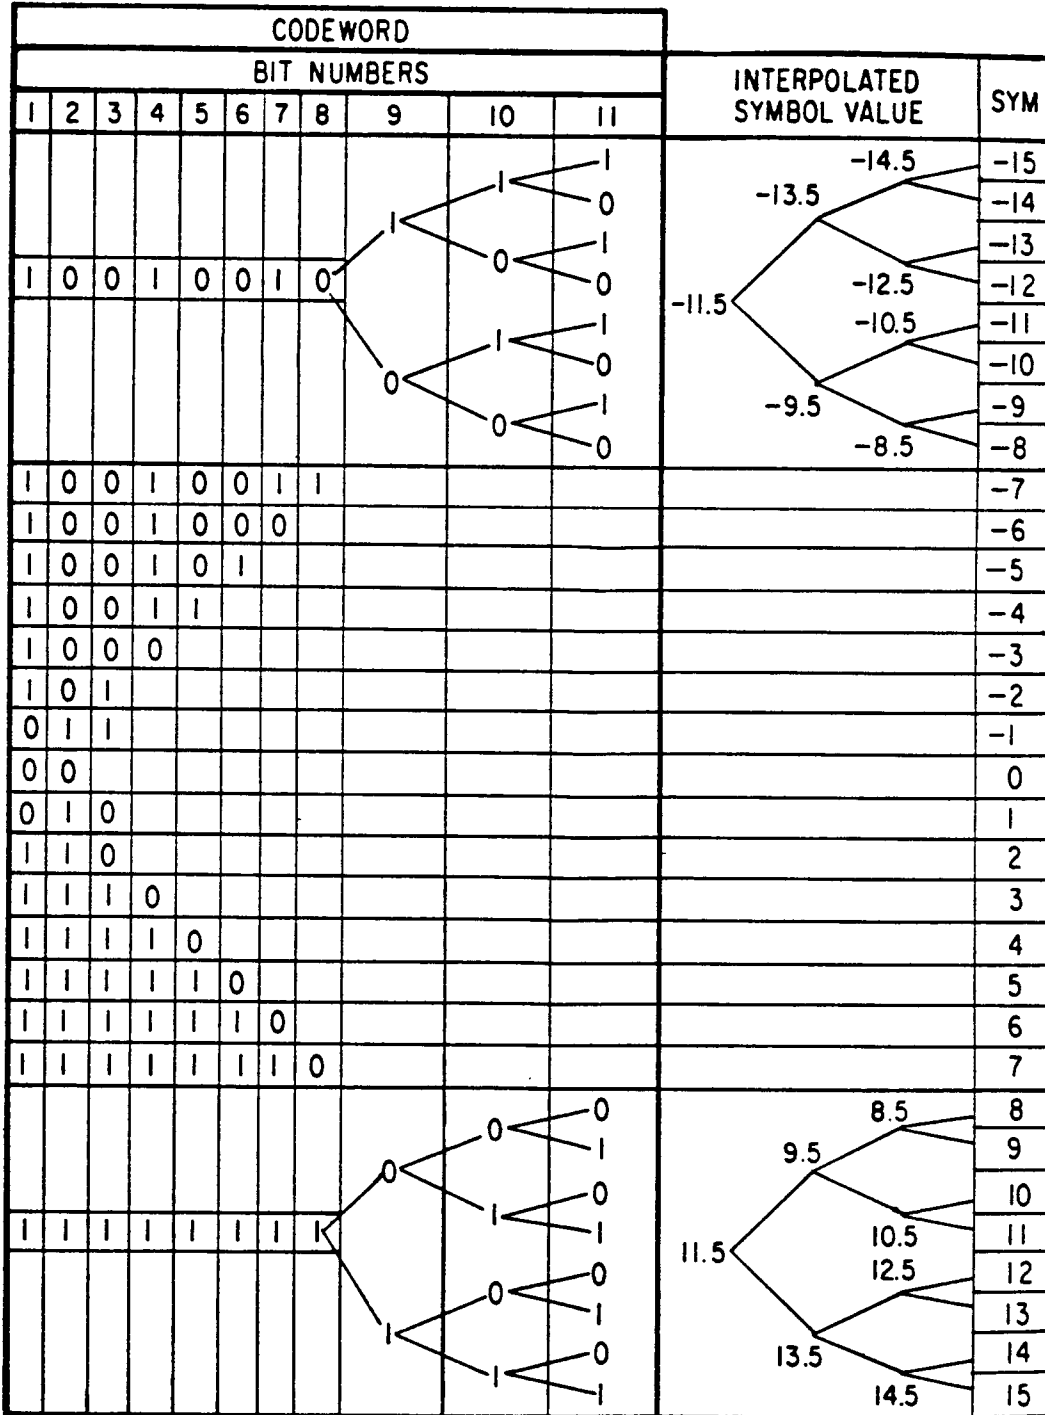 CODEWORD
BIT NUMBERS
INTERPOLATED
SYMBOL VALUE
SYM
1 2 3 4 5 6 7 8 9 10 11
1 -14.5 -15
1
0 -13.5 -14
1
1 -13
0
1 0 0 1 0 0 1 0 0 -12.5 -12
-11.5
1 -10.5 -11
1
0 -10
0
1 -9.5 -9
0
0 -8.5 -8
1 0 0 1 0 0 1 1 -7
1 0 0 1 0 0 0 -6
1 0 0 1 0 1 -5
1 0 0 1 1 -4
1 0 0 0 -3
1 0 1 -2
0 1 1 -1
0 0 0
0 1 0 1
1 1 0 2
1 1 1 0 3
1 1 1 1 0 4
1 1 1 1 1 0 5
1 1 1 1 1 1 0 6
1 1 1 1 1 1 1 0 7
0 8.5 8
0
1 9.5 9
0
0 10
1
1 1 1 1 1 1 1 1 1 10.5 11
11.5
0 12.5 12
0
1 13
1
0 13.5 14
1
1 14.5 15